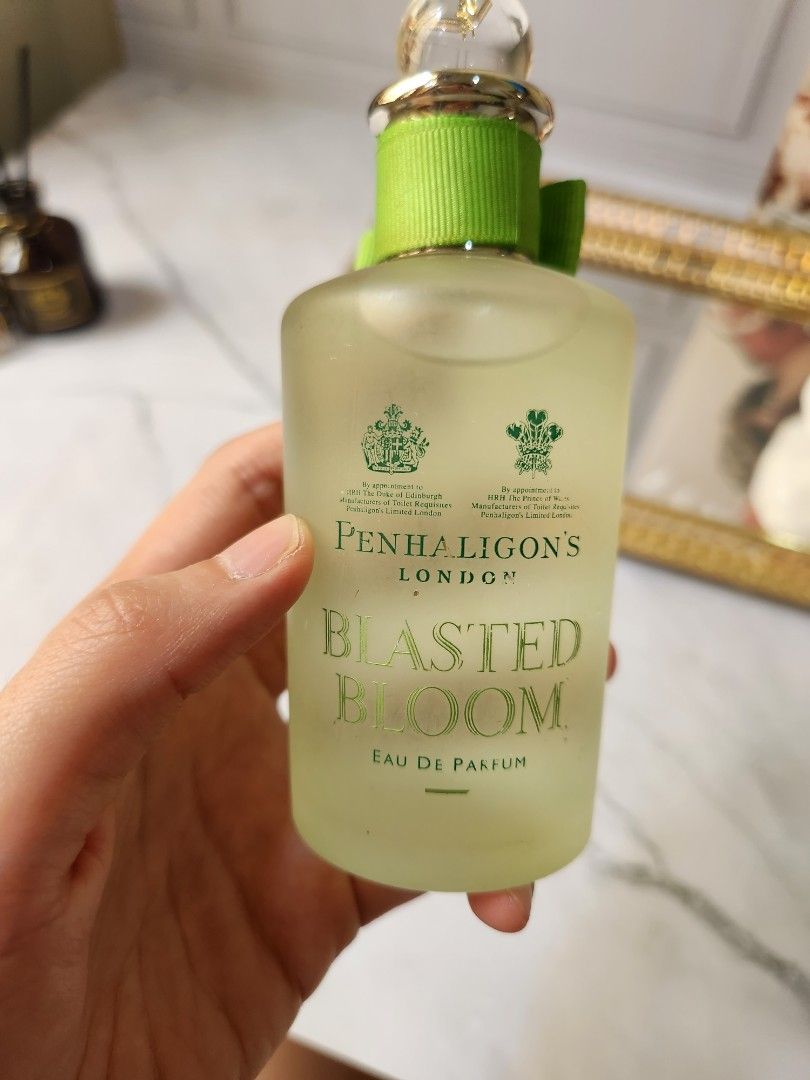 By appointment to
HRH The Duke of Edinburgh
Manufacturers of Toilet Requisites
Penhaligon's Limited London
By appointment to
HRH The Prince of Wales
Manufacturers of Toilet Requisites
Penhaligon's Limited London
PENHALIGON'S
LONDON
BLASTED
BLOOM
EAU DE PARFUM